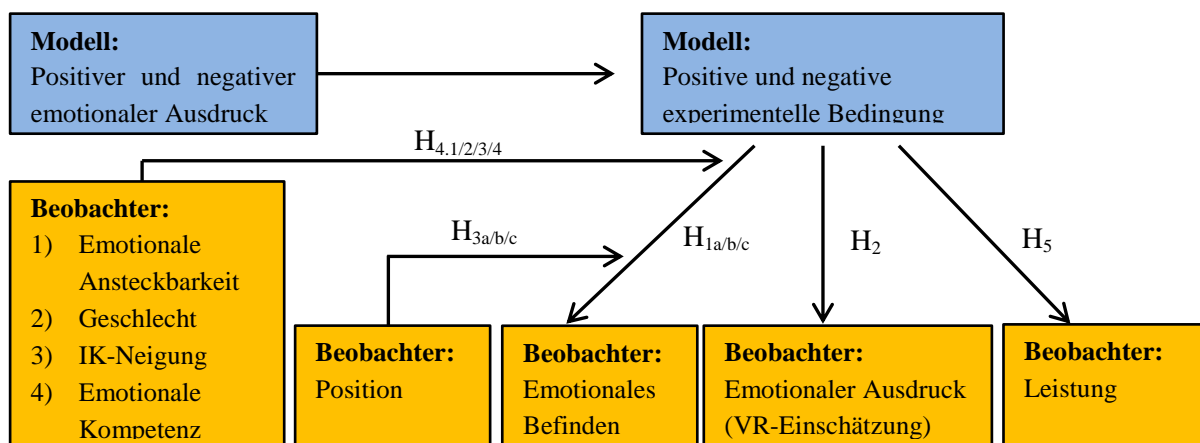 Modell:
Positiver und negativer
emotionaler Ausdruck
Modell:
Positive und negative
experimentelle Bedingung
H4.1/2/3/4
Beobachter:
1) Emotionale
Ansteckbarkeit
2) Geschlecht
3) IK-Neigung
4) Emotionale
Kompetenz
H3a/b/c
H1a/b/c
H2
H5
Beobachter:
Position
Beobachter:
Emotionales
Befinden
Beobachter:
Emotionaler Ausdruck
(VR-Einschätzung)
Beobachter:
Leistung